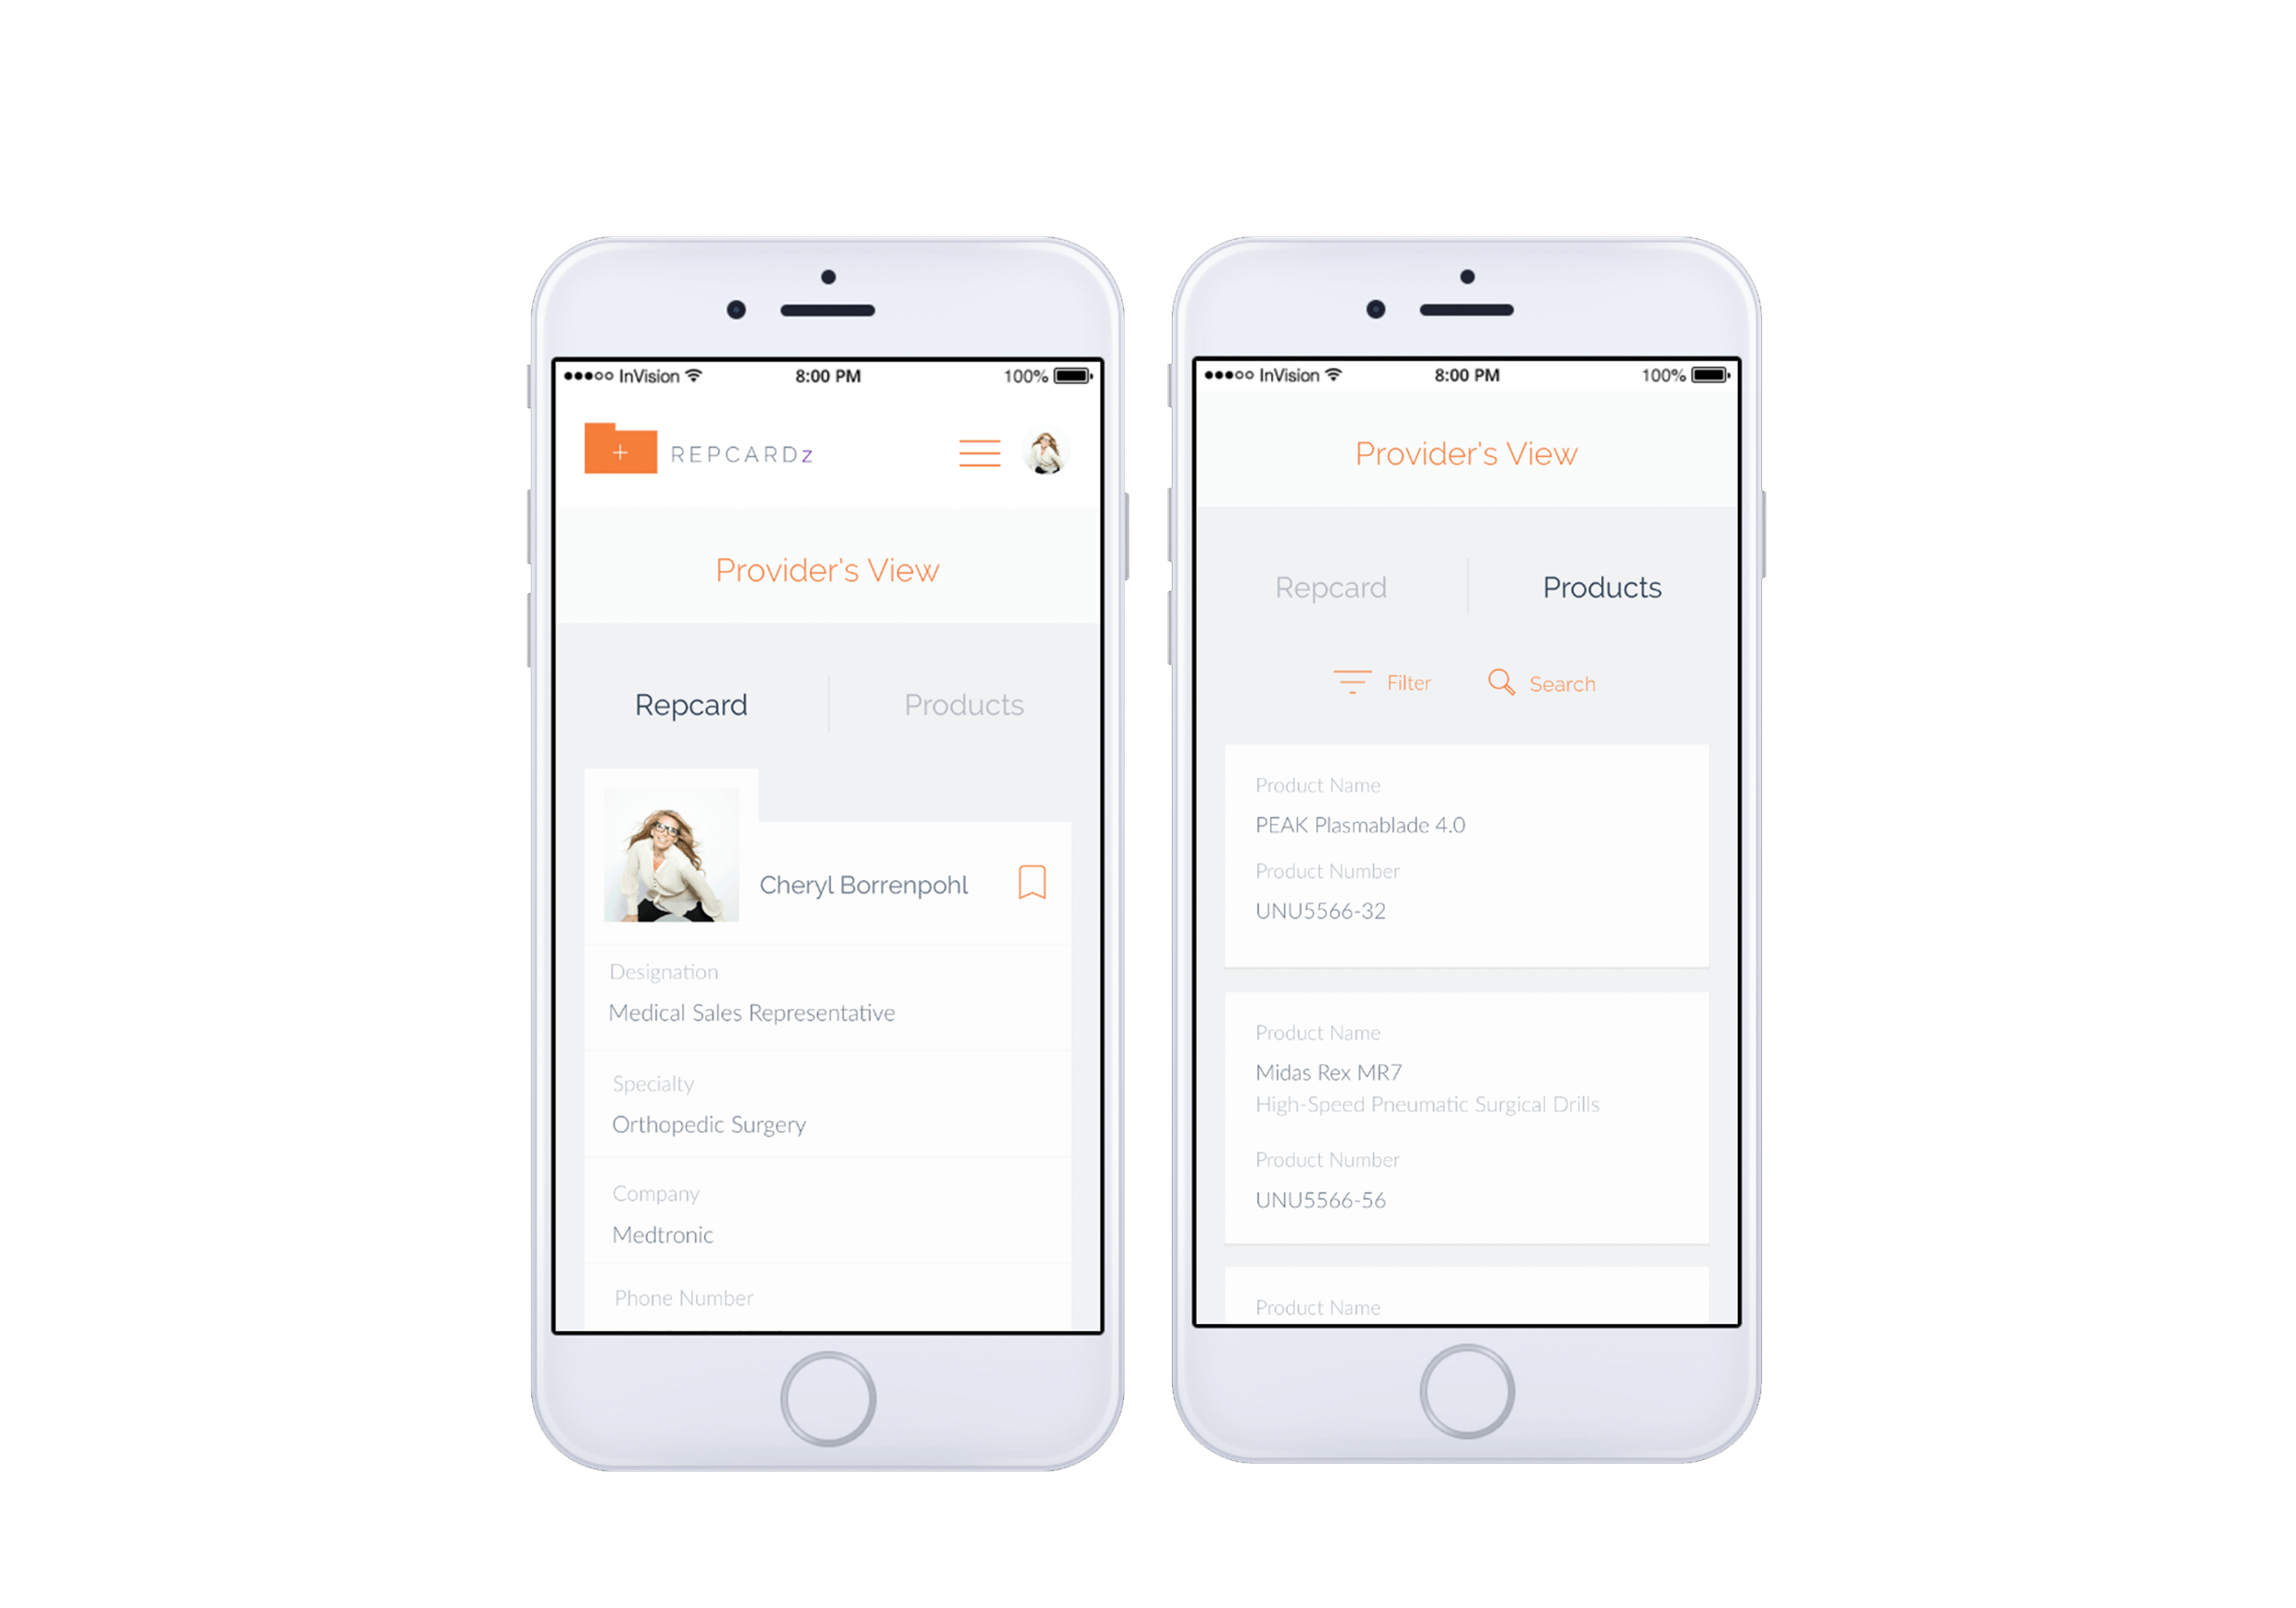 InVision 8:00 PM 100%
REPCARDz
Provider's View
Repcard Products
Cheryl Borrenpohl
Designation
Medical Sales Representative
Specialty
Orthopedic Surgery
Company
Medtronic
Phone Number
InVision 8:00 PM 100%
Provider's View
Repcard Products
Filter Search
Product Name
PEAK Plasmablade 4.0
Product Number
UNU5566-32
Product Name
Midas Rex MR7
High-Speed Pneumatic Surgical Drills
Product Number
UNU5566-56
Product Name